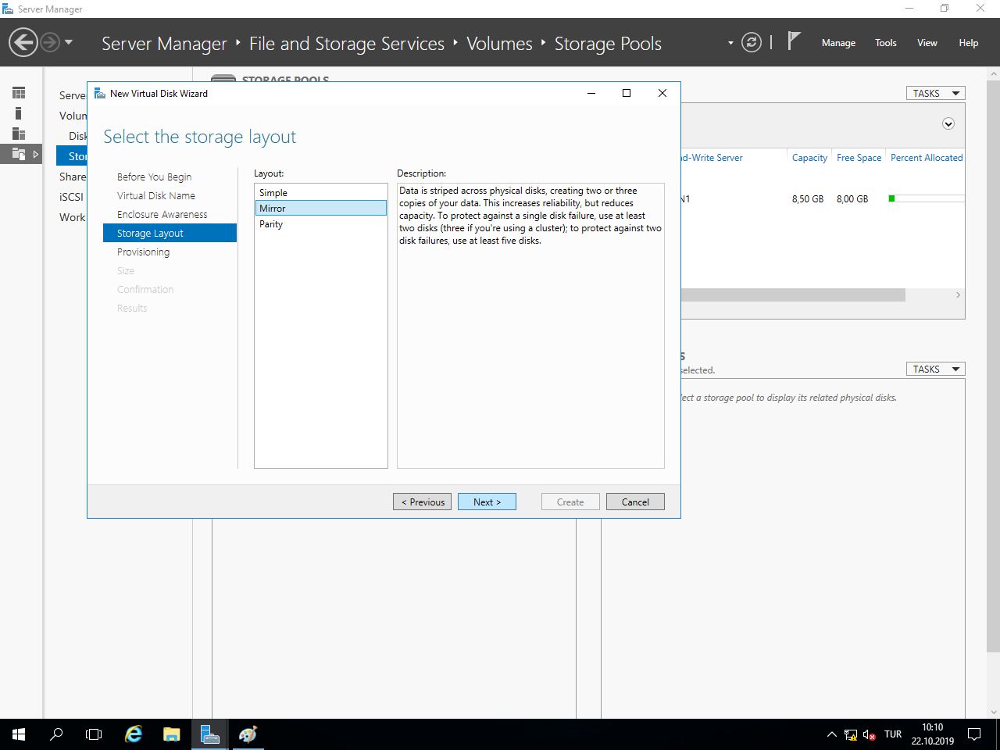 Server Manager
Server Manager ‣ File and Storage Services ‣ Volumes ‣ Storage Pools
Manage Tools View Help
STORAGE POOLS
TASKS
New Virtual Disk Wizard
Select the storage layout
Before You Begin
Virtual Disk Name
Enclosure Awareness
Storage Layout
Provisioning
Size
Confirmation
Results
Layout:
Simple
Mirror
Parity
Description:
Data is striped across physical disks, creating two or three
copies of your data. This increases reliability, but reduces
capacity. To protect against a single disk failure, use at least
two disks (three if you're using a cluster); to protect against two
disk failures, use at least five disks.
< Previous
Next >
Create
Cancel
Share
iSCSI
Work
d-Write Server Capacity Free Space Percent Allocated
N1 8,50 GB 8,00 GB
S
selected.
TASKS
a storage pool to display its related physical disks.
TUR
10:10
22.10.2019